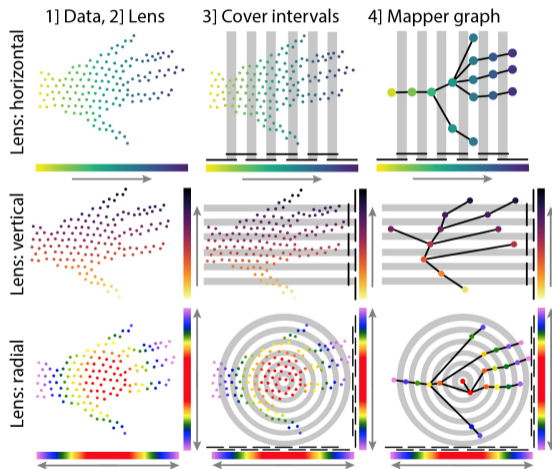 1] Data, 2] Lens
3] Cover intervals
4] Mapper graph
Lens: horizontal
Lens: vertical
Lens: radial